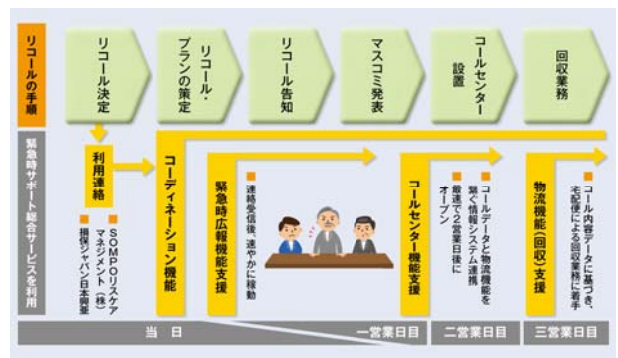 リコールの手順
リコール決定
リコール・
プランの策定
リコール告知
マスコミ発表
コールセンター
設置
回収業務
緊急時サポート総合サービスを利用
利用連絡
■SOMPOリスケア
マネジメント（株）
■損保ジャパン日本興亜
コーディネーション機能
緊急時広報機能支援
■連絡受信後、速やかに稼動
コールセンター機能支援
■コールデータと物流機能を
繋ぐ情報システム連携
■最速で2営業日後に
オープン
物流機能(回収)支援
■コール内容データに基づき、
宅配便による回収業務に着手
当 日
一営業日目
二営業日目
三営業日目